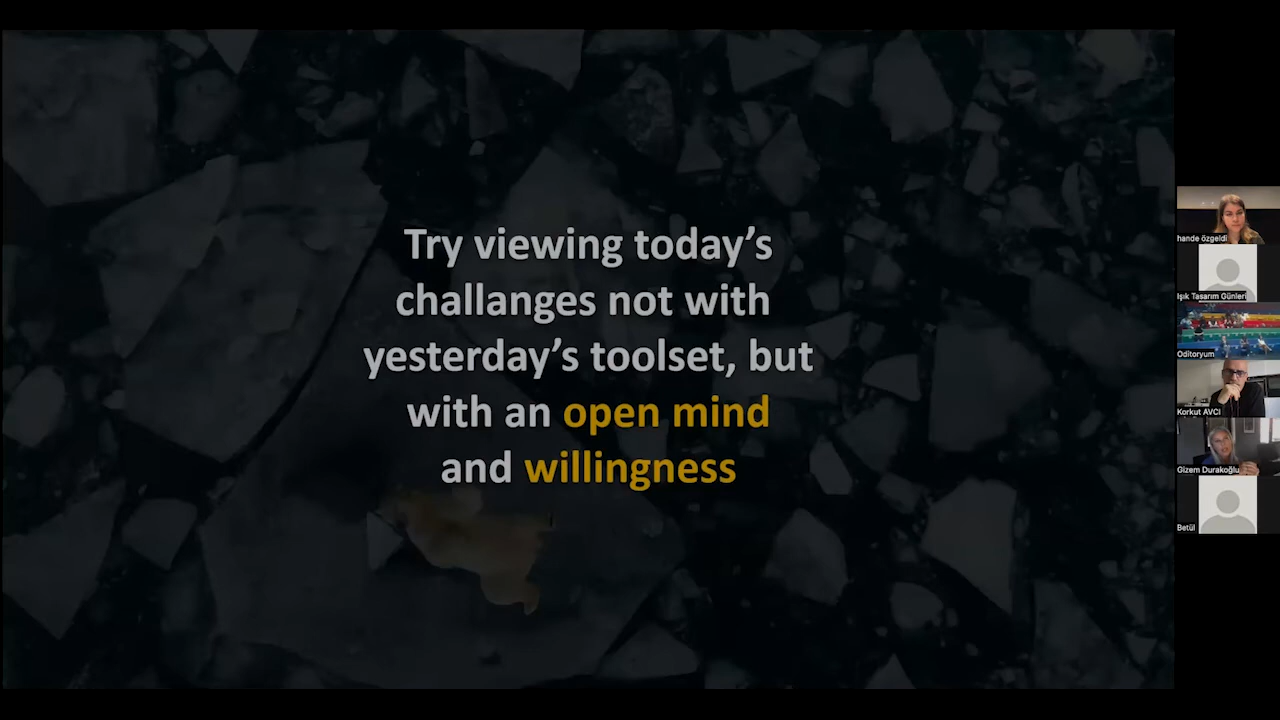 Try viewing today's
challanges not with
yesterday's toolset, but
with an open mind
and willingness
hande özgeldi
Işık Tasarım Günleri
Oditoryum
Korkut AVCI
Gizem Durakoğlu
Betül